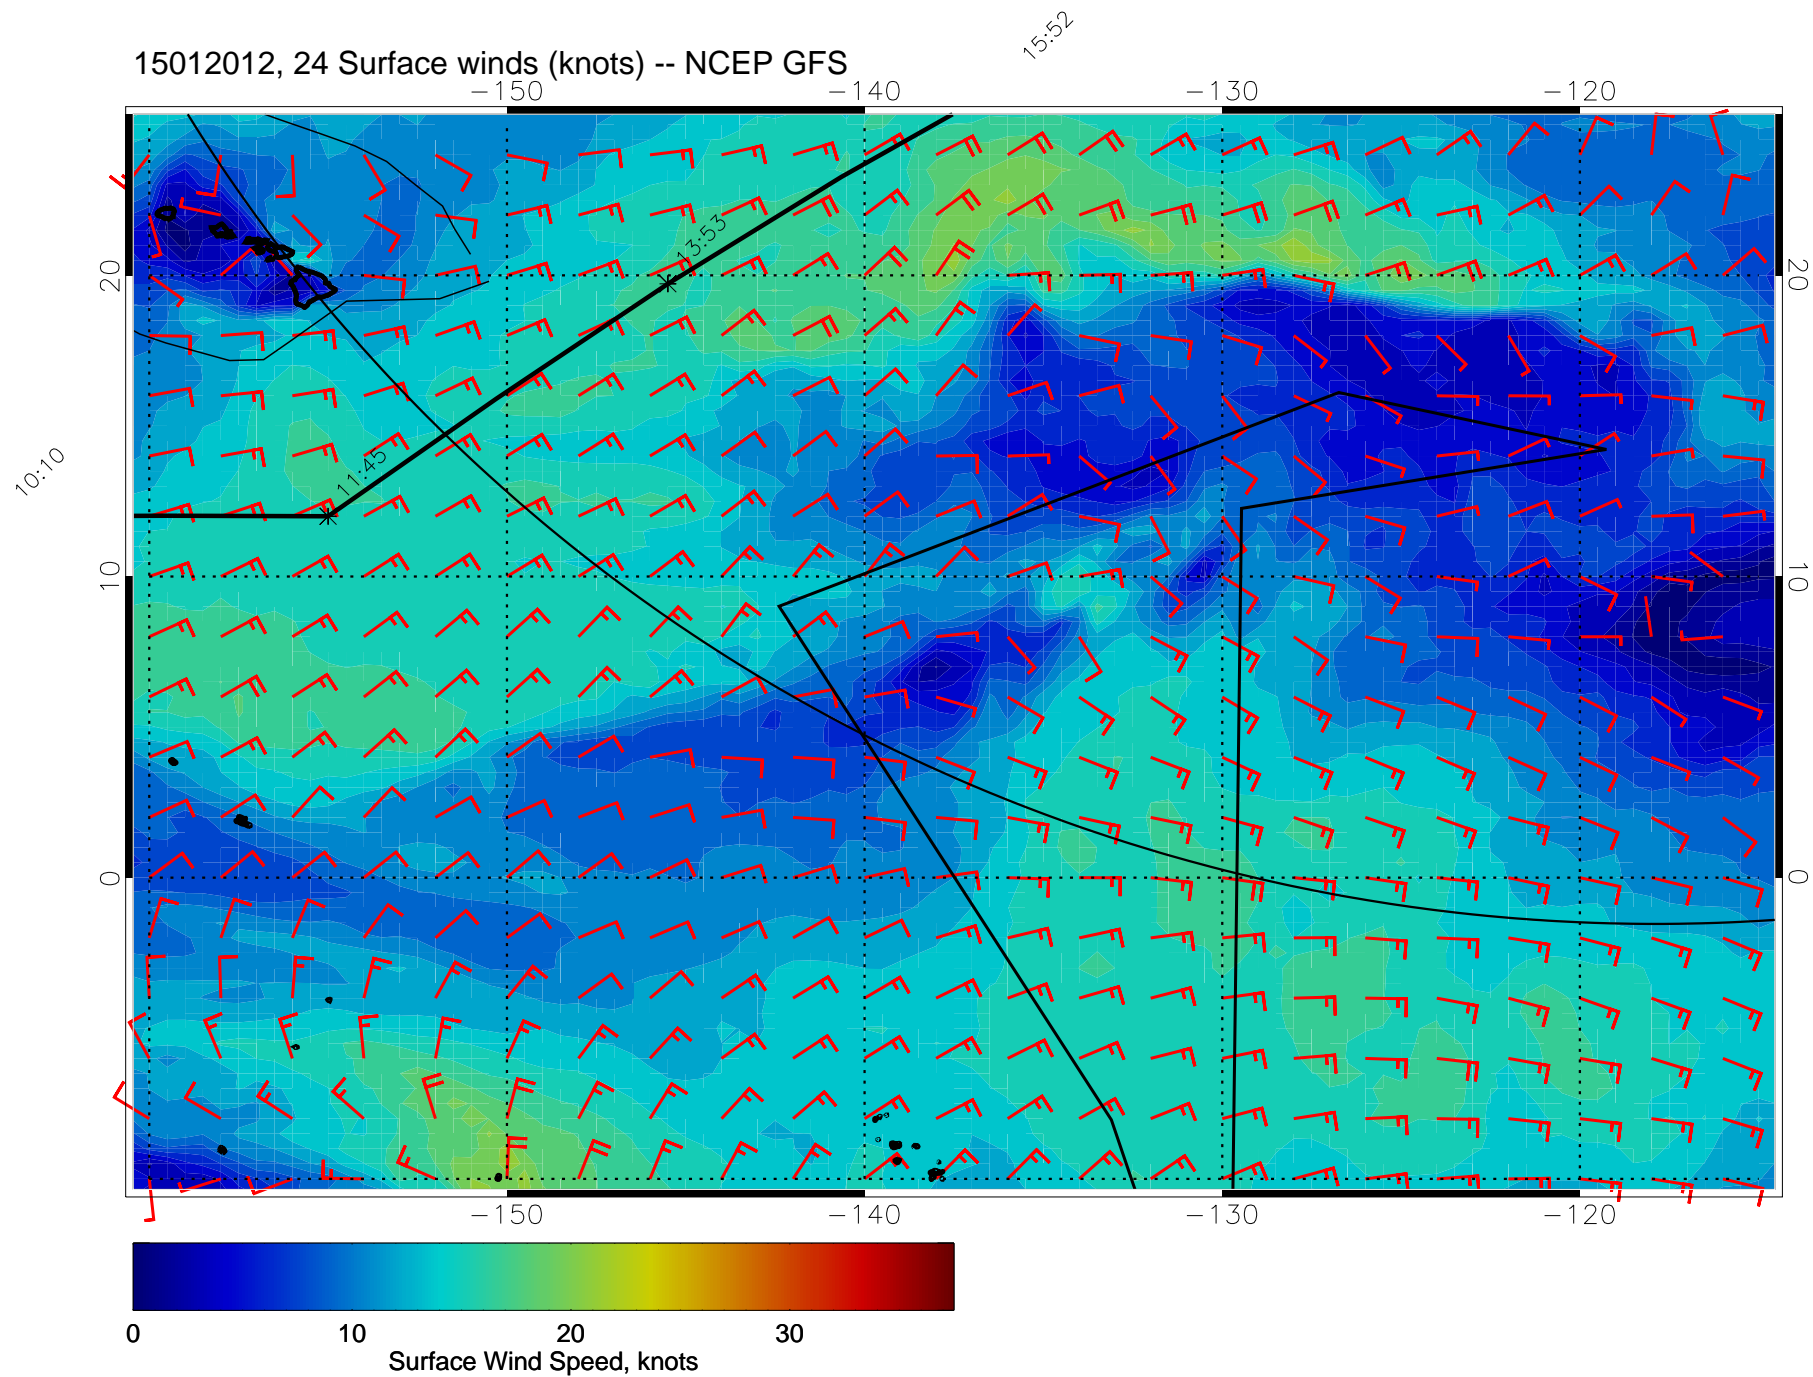 15:52
15012012, 24 Surface winds (knots) -- NCEP GFS
-150 -140 -130 -120
13:53
20 20
11:45
10:10
10 10
0 0
-150 -140 -130 -120
0 10 20 30
Surface Wind Speed, knots